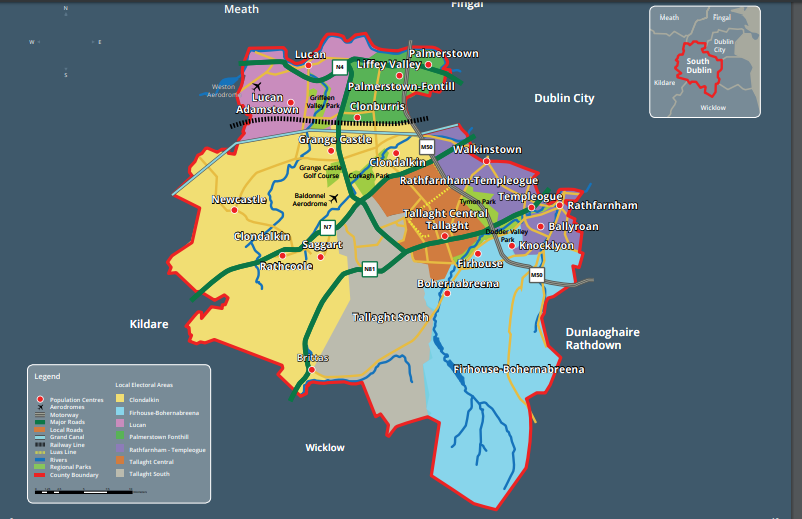 Meath
Fingal
N
W
E
S
Meath
Fingal
Dublin
City
South
Dublin
Kildare
Wicklow
Lucan
Palmerstown
N4
Liffey Valley
Weston
Aerodrome
Palmerstown-Fontill
Lucan
Adamstown
Griffeen
Valley Park
Clonburris
Dublin City
Grange Castle
M50
Walkinstown
Clondalkin
Grange Castle
Golf Course
Corkagh Park
Rathfarnham-Templeogue
Newcastle
Baldonnel
Aerodrome
Tymon Park
Templeogue
Rathfarnham
Tallaght Central
Tallaght
N7
Ballyroan
Clondalkin
Dodder Valley
Park
Saggart
Knocklyon
Rathcoole
N81
Firhouse
M50
Bohernabreena
Kildare
Tallaght South
Dunlaoghaire
Rathdown
Brittas
Firhouse-Bohernabreena
Wicklow
Legend
Population Centres
Aerodromes
Motorway
Major Roads
Local Roads
Grand Canal
Railway Line
Luas Line
Rivers
Regional Parks
County Boundary
Local Electoral Areas
Clondalkin
Firhouse-Bohernabreena
Lucan
Palmerstown Fonthill
Rathfarnham - Templeogue
Tallaght Central
Tallaght South